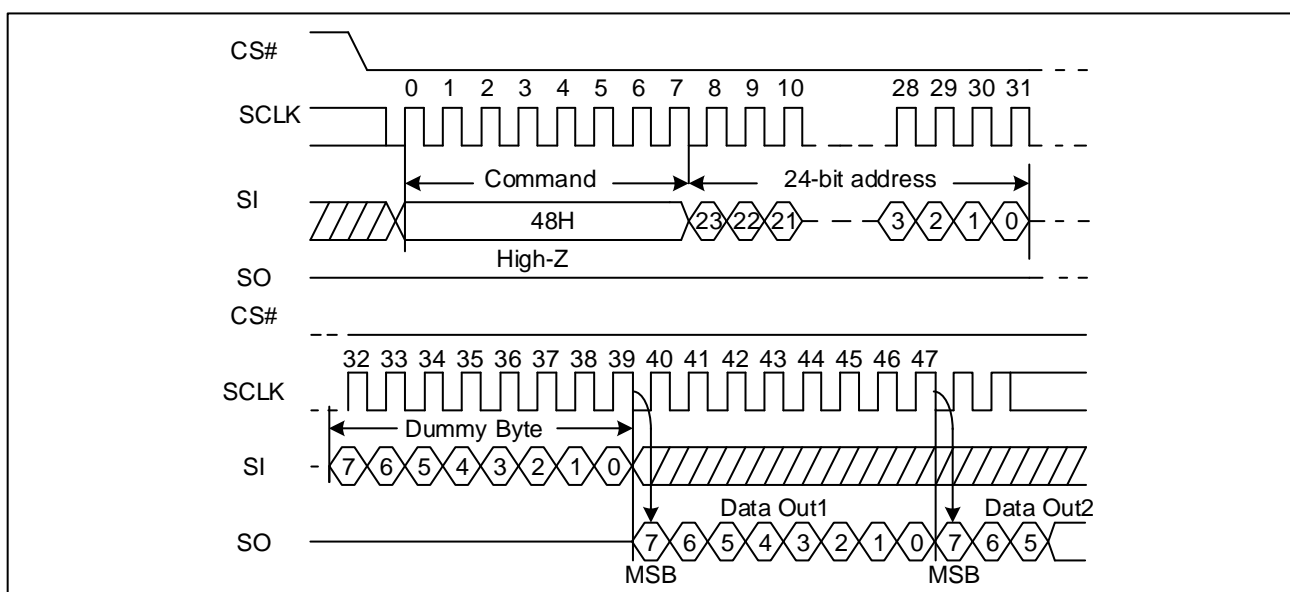 CS#
0 1 2 3 4 5 6 7 8 9 10 28 29 30 31
SCLK
Command 24-bit address
SI
48H 23 22 21 3 2 1 0
High-Z
SO
CS#
32 33 34 35 36 37 38 39 40 41 42 43 44 45 46 47
SCLK
Dummy Byte
SI 7 6 5 4 3 2 1 0
Data Out1 Data Out2
SO 7 6 5 4 3 2 1 0 7 6 5
MSB MSB